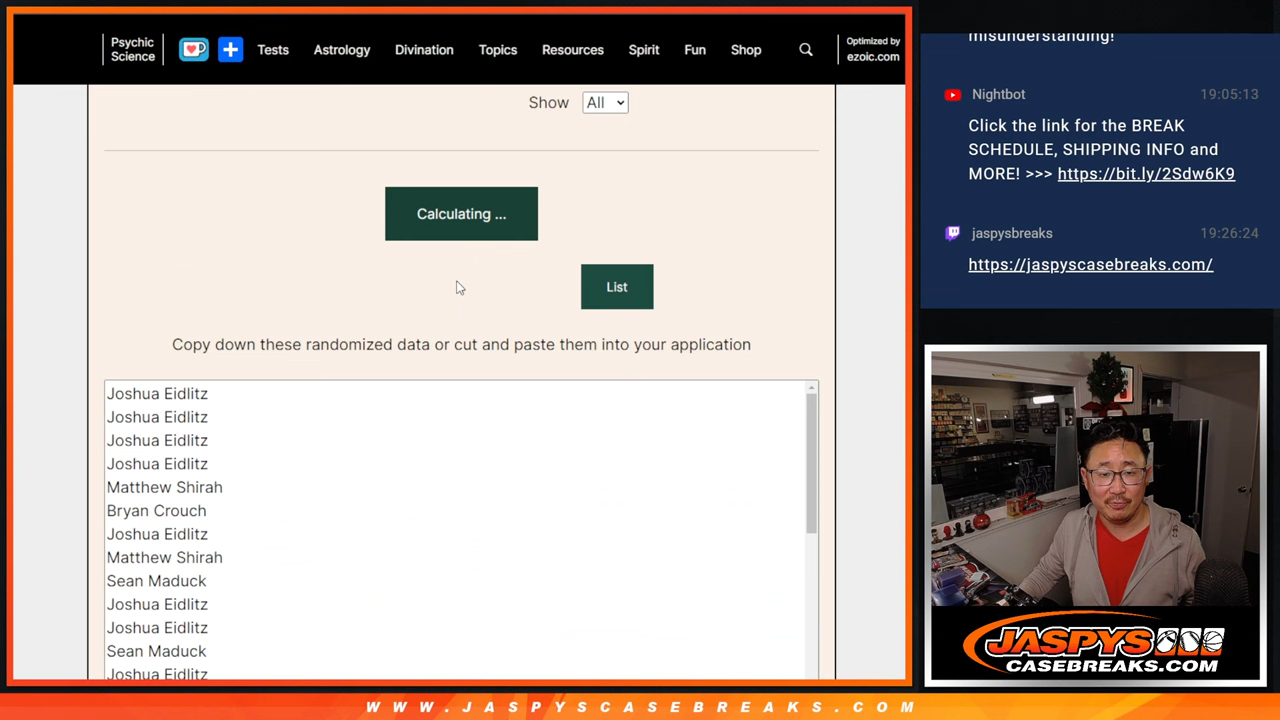 Psychic
Science
Tests
Astrology
Divination
Topics
Resources
Spirit
Fun
Shop
Optimized by
ezoic.com
Show
All
Calculating ...
List
Copy down these randomized data or cut and paste them into your application
Joshua Eidlitz
Joshua Eidlitz
Joshua Eidlitz
Joshua Eidlitz
Matthew Shirah
Bryan Crouch
Joshua Eidlitz
Matthew Shirah
Sean Maduck
Joshua Eidlitz
Joshua Eidlitz
Sean Maduck
Joshua Eidlitz
misunderstanding!
Nightbot 19:05:13
Click the link for the BREAK
SCHEDULE, SHIPPING INFO and
MORE! >>> https://bit.ly/2Sdw6K9
jaspysbreaks 19:26:24
https://jaspyscasebreaks.com/
JASPYS
CASEBREAKS.COM
WWW.JASPYSCASEBREAKS.COM